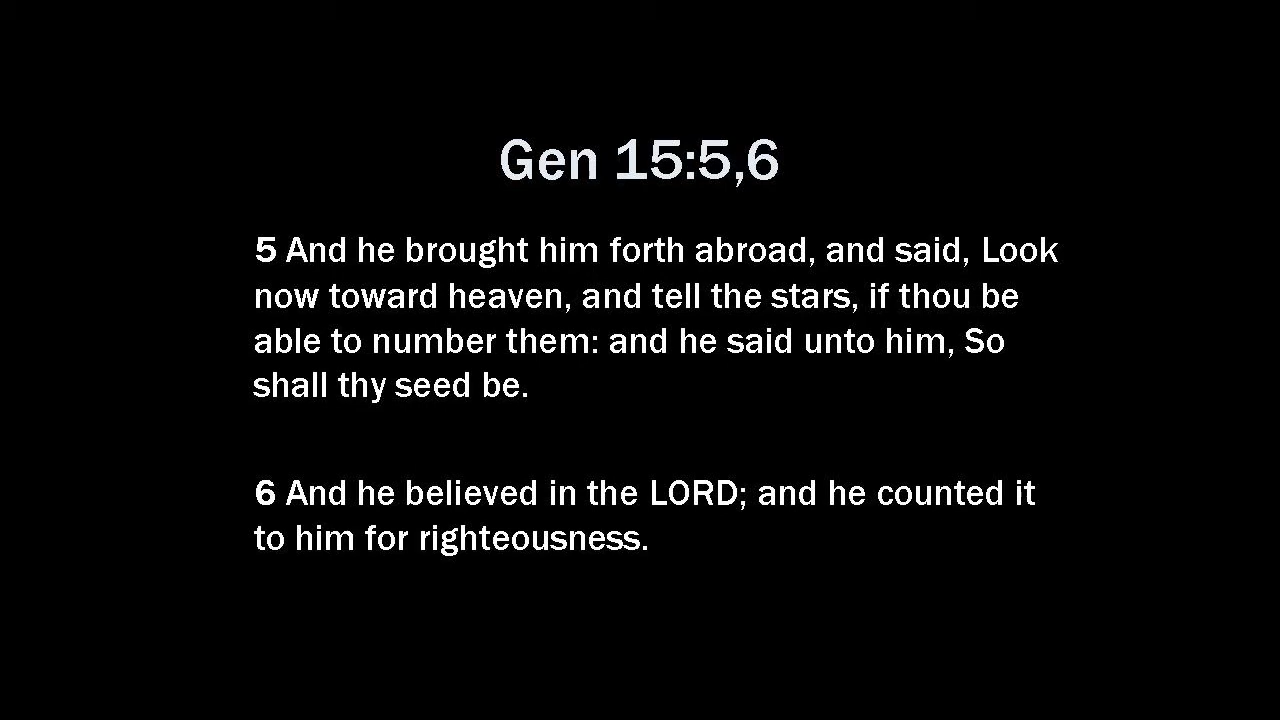 Gen 15:5,6
5 And he brought him forth abroad, and said, Look
now toward heaven, and tell the stars, if thou be
able to number them: and he said unto him, So
shall thy seed be.
6 And he believed in the LORD; and he counted it
to him for righteousness.